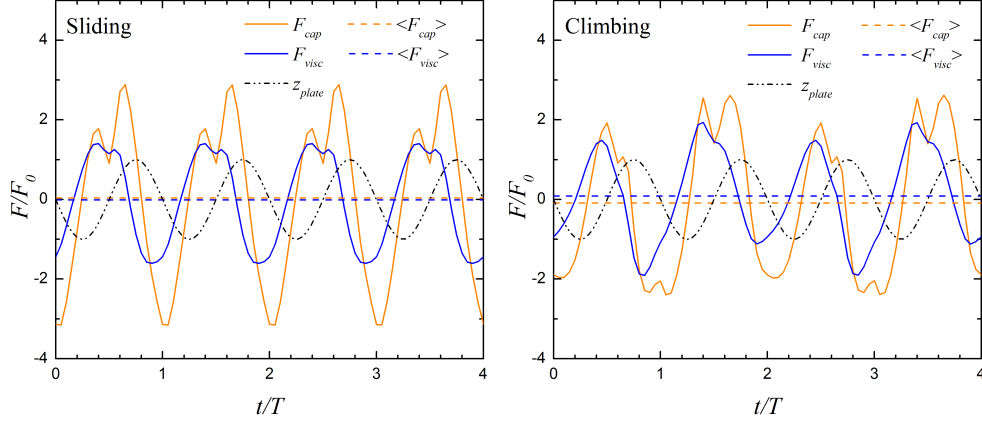 Sliding
F_cap <F_cap>
F_visc <F_visc>
z_plate
F/F_0
4
2
0
-2
-4
0 1 2 3 4
t/T
Climbing
F_cap <F_cap>
F_visc <F_visc>
z_plate
F/F_0
4
2
0
-2
-4
0 1 2 3 4
t/T